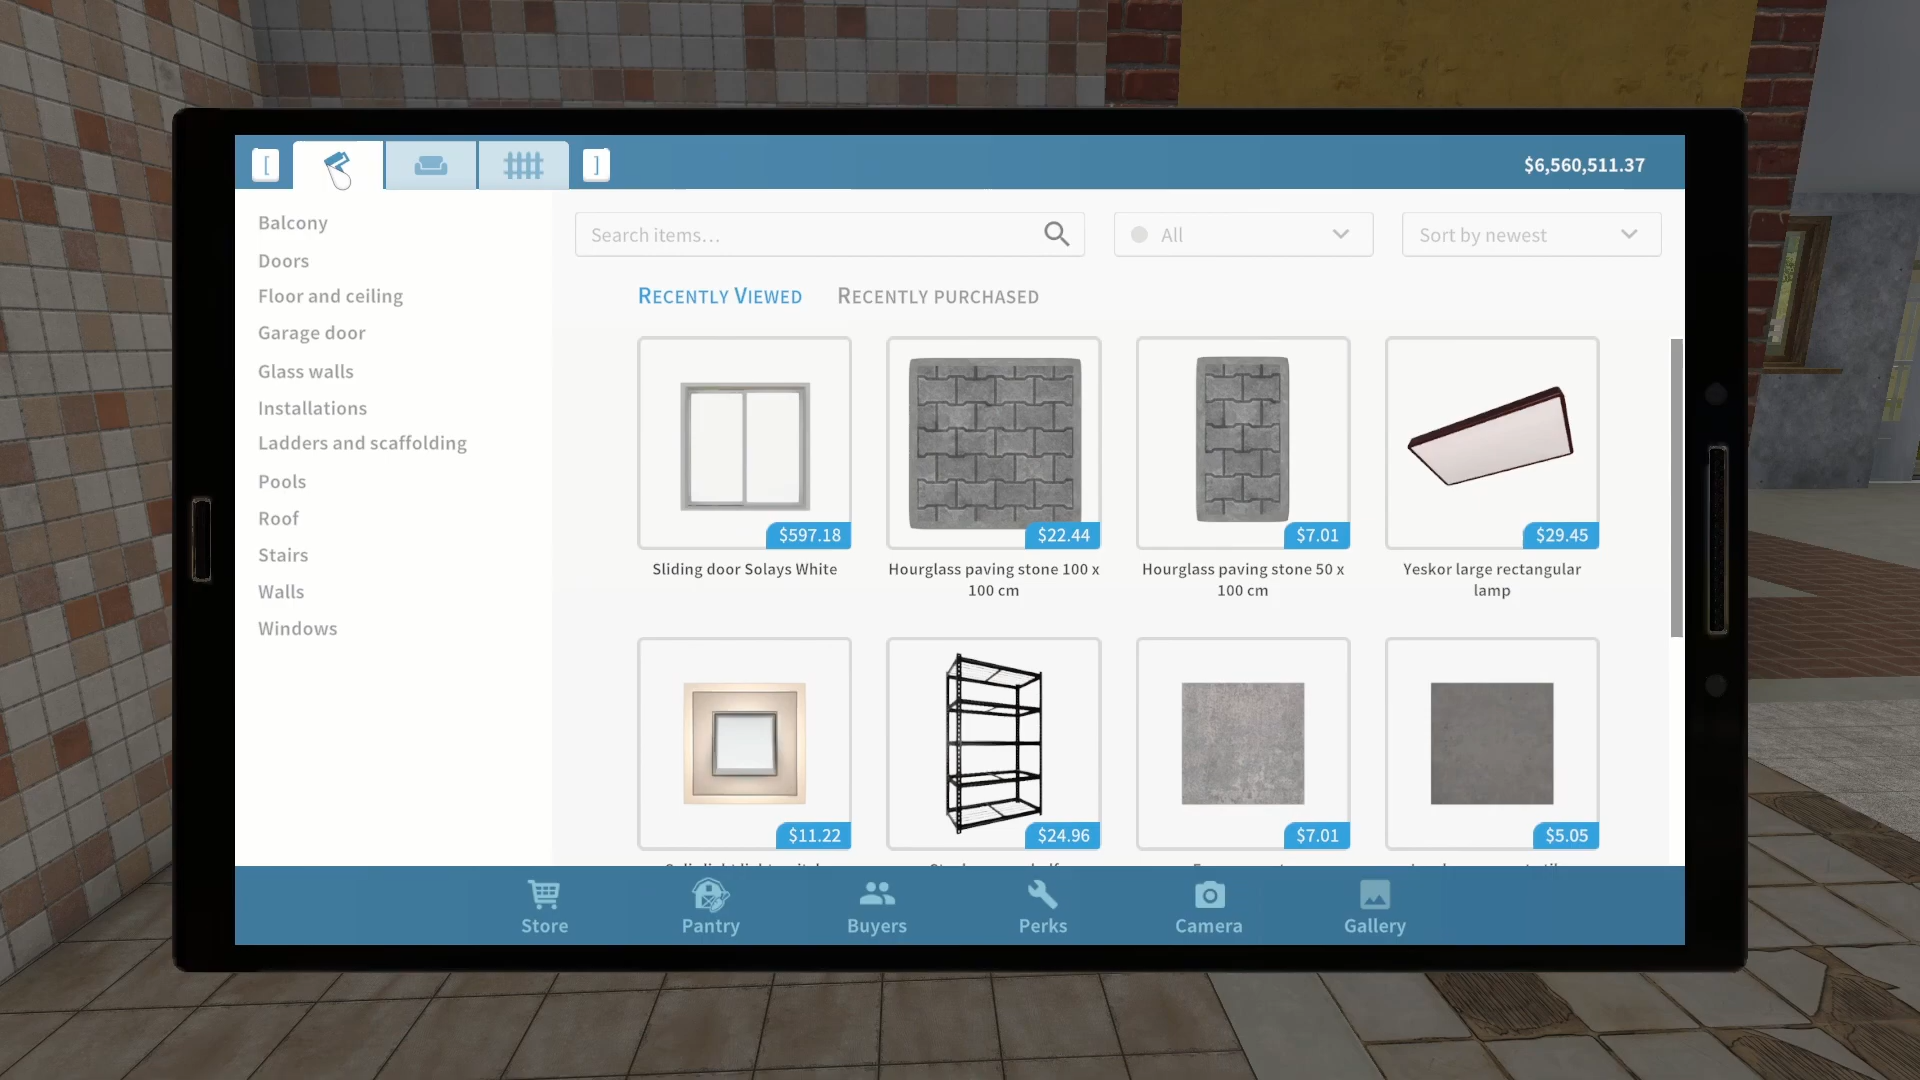 [
]
$6,560,511.37
Balcony
Doors
Floor and ceiling
Garage door
Glass walls
Installations
Ladders and scaffolding
Pools
Roof
Stairs
Walls
Windows
Search items...
All
Sort by newest
RECENTLY VIEWED
RECENTLY PURCHASED
$597.18
Sliding door Solays White
$22.44
Hourglass paving stone 100 x
100 cm
$7.01
Hourglass paving stone 50 x
100 cm
$29.45
Yeskor large rectangular
lamp
$11.22
$24.96
$7.01
$5.05
Store
Pantry
Buyers
Perks
Camera
Gallery